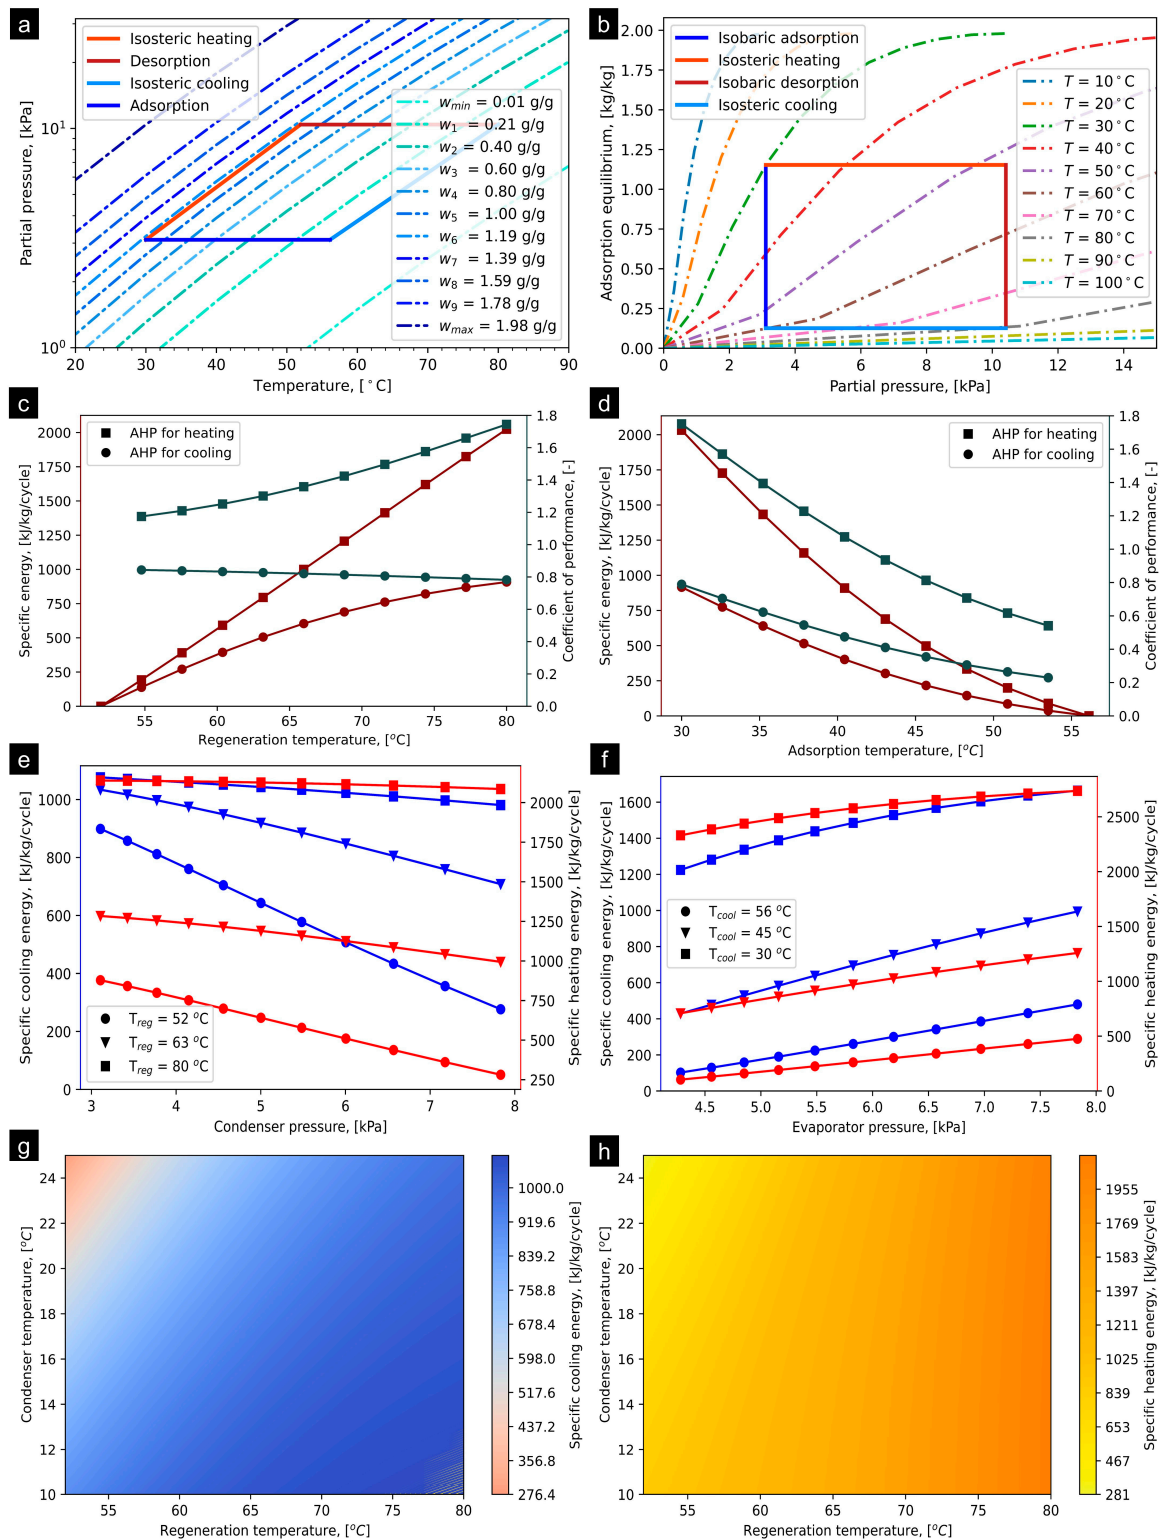 a
Isosteric heating
Desorption
Isosteric cooling
Adsorption
w_min = 0.01 g/g
w_1 = 0.21 g/g
w_2 = 0.40 g/g
w_3 = 0.60 g/g
w_4 = 0.80 g/g
w_5 = 1.00 g/g
w_6 = 1.19 g/g
w_7 = 1.39 g/g
w_8 = 1.59 g/g
w_9 = 1.78 g/g
w_max = 1.98 g/g
Partial pressure, [kPa]
10^1
10^0
20 30 40 50 60 70 80 90
Temperature, [°C]
b
Isobaric adsorption
Isosteric heating
Isobaric desorption
Isosteric cooling
T = 10°C
T = 20°C
T = 30°C
T = 40°C
T = 50°C
T = 60°C
T = 70°C
T = 80°C
T = 90°C
T = 100°C
Adsorption equilibrium, [kg/kg]
2.00
1.75
1.50
1.25
1.00
0.75
0.50
0.25
0.00
0 2 4 6 8 10 12 14
Partial pressure, [kPa]
c
AHP for heating
AHP for cooling
Specific energy, [kJ/kg/cycle]
2000
1750
1500
1250
1000
750
500
250
0
55 60 65 70 75 80
Regeneration temperature, [°C]
1.8
1.6
1.4
1.2
1.0
0.8
0.6
0.4
0.2
0.0
Coefficient of performance, [-]
d
AHP for heating
AHP for cooling
Specific energy, [kJ/kg/cycle]
2000
1750
1500
1250
1000
750
500
250
0
30 35 40 45 50 55
Adsorption temperature, [°C]
1.8
1.6
1.4
1.2
1.0
0.8
0.6
0.4
0.2
0.0
Coefficient of performance, [-]
e
T_reg = 52 °C
T_reg = 63 °C
T_reg = 80 °C
Specific cooling energy, [kJ/kg/cycle]
1000
800
600
400
200
0
3 4 5 6 7 8
Condenser pressure, [kPa]
2000
1750
1500
1250
1000
750
500
250
Specific heating energy, [kJ/kg/cycle]
f
T_cool = 56 °C
T_cool = 45 °C
T_cool = 30 °C
Specific cooling energy, [kJ/kg/cycle]
1600
1400
1200
1000
800
600
400
200
0
4.5 5.0 5.5 6.0 6.5 7.0 7.5 8.0
Evaporator pressure, [kPa]
2500
2000
1500
1000
500
0
Specific heating energy, [kJ/kg/cycle]
g
Condenser temperature, [°C]
24
22
20
18
16
14
12
10
55 60 65 70 75 80
Regeneration temperature, [°C]
1000.0
919.6
839.2
758.8
678.4
598.0
517.6
437.2
356.8
276.4
Specific cooling energy, [kJ/kg/cycle]
h
Condenser temperature, [°C]
24
22
20
18
16
14
12
10
55 60 65 70 75 80
Regeneration temperature, [°C]
1955
1769
1583
1397
1211
1025
839
653
467
281
Specific heating energy, [kJ/kg/cycle]